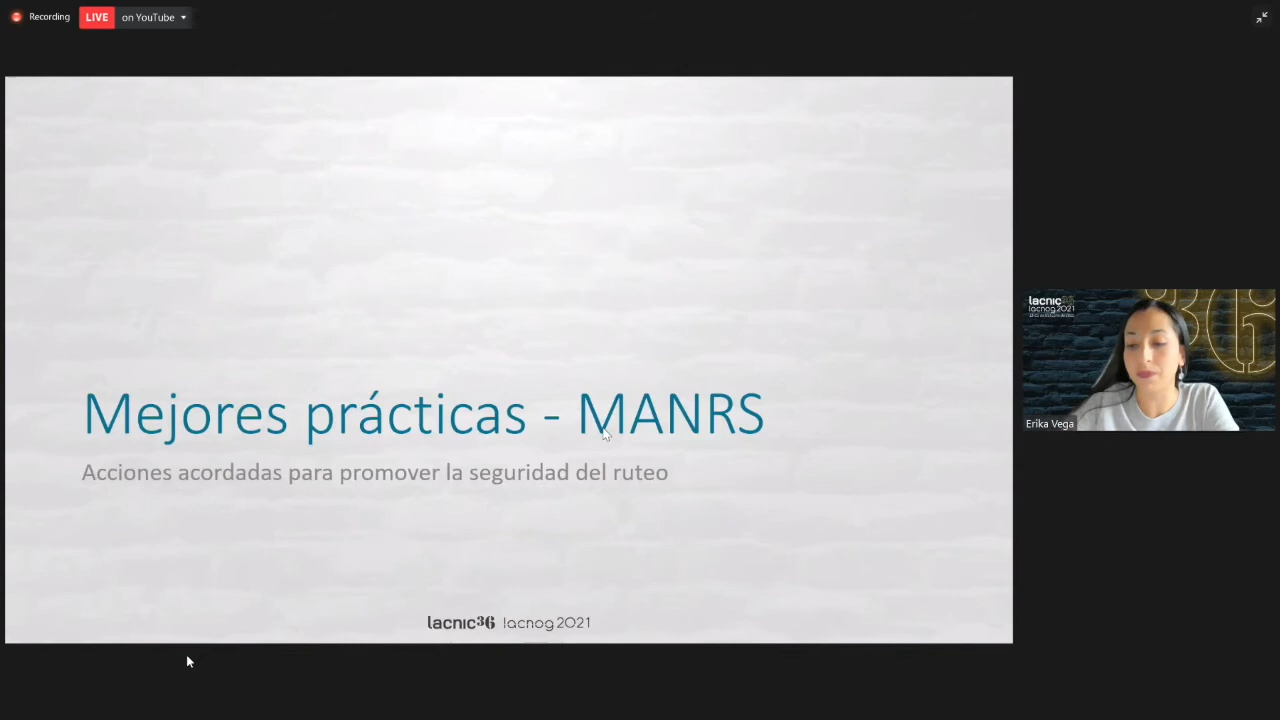 Recording
LIVE on YouTube
Mejores prácticas - MANRS
Acciones acordadas para promover la seguridad del ruteo
lacnic36 lacnog 2021
lacnic36
lacnog 2021
36
Erika Vega